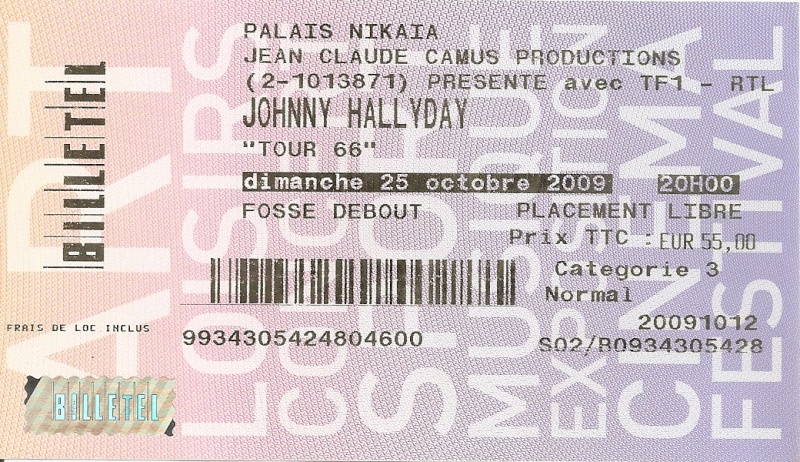 PALAIS NIKAIA
JEAN CLAUDE CAMUS PRODUCTIONS
(2-1013871) PRESENTE avec TF1 - RTL
JOHNNY HALLYDAY
"TOUR 66"
dimanche 25 octobre 2009 20H00
FOSSE DEBOUT PLACEMENT LIBRE
Prix TTC : EUR 55,00
Categorie 3
Normal
20091012
9934305424804600
S02/R0934305428
FRAIS DE LOC INCLUS
BILLETEL
BILLETEL
ART
LOISIRS
SPORT
MUSIQUE
EXPOSITION
CINEMA
FESTIVAL